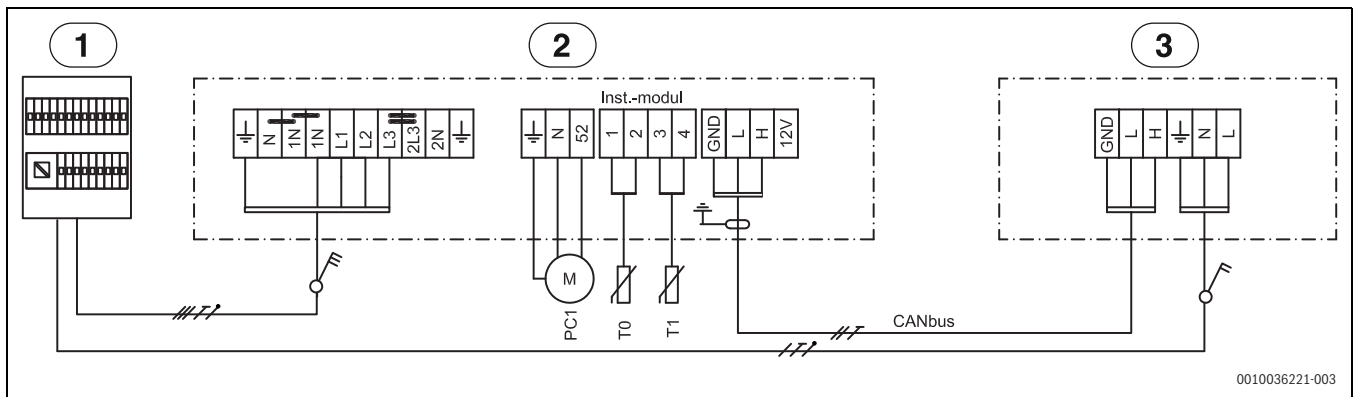 1
2
3
Inst.-modul
N
1N
1N
L1
L2
L3
2L3
2N
N
52
1
2
3
4
GND
L
H
12V
GND
L
H
N
L
M
PC1
T0
T1
CANbus
0010036221-003